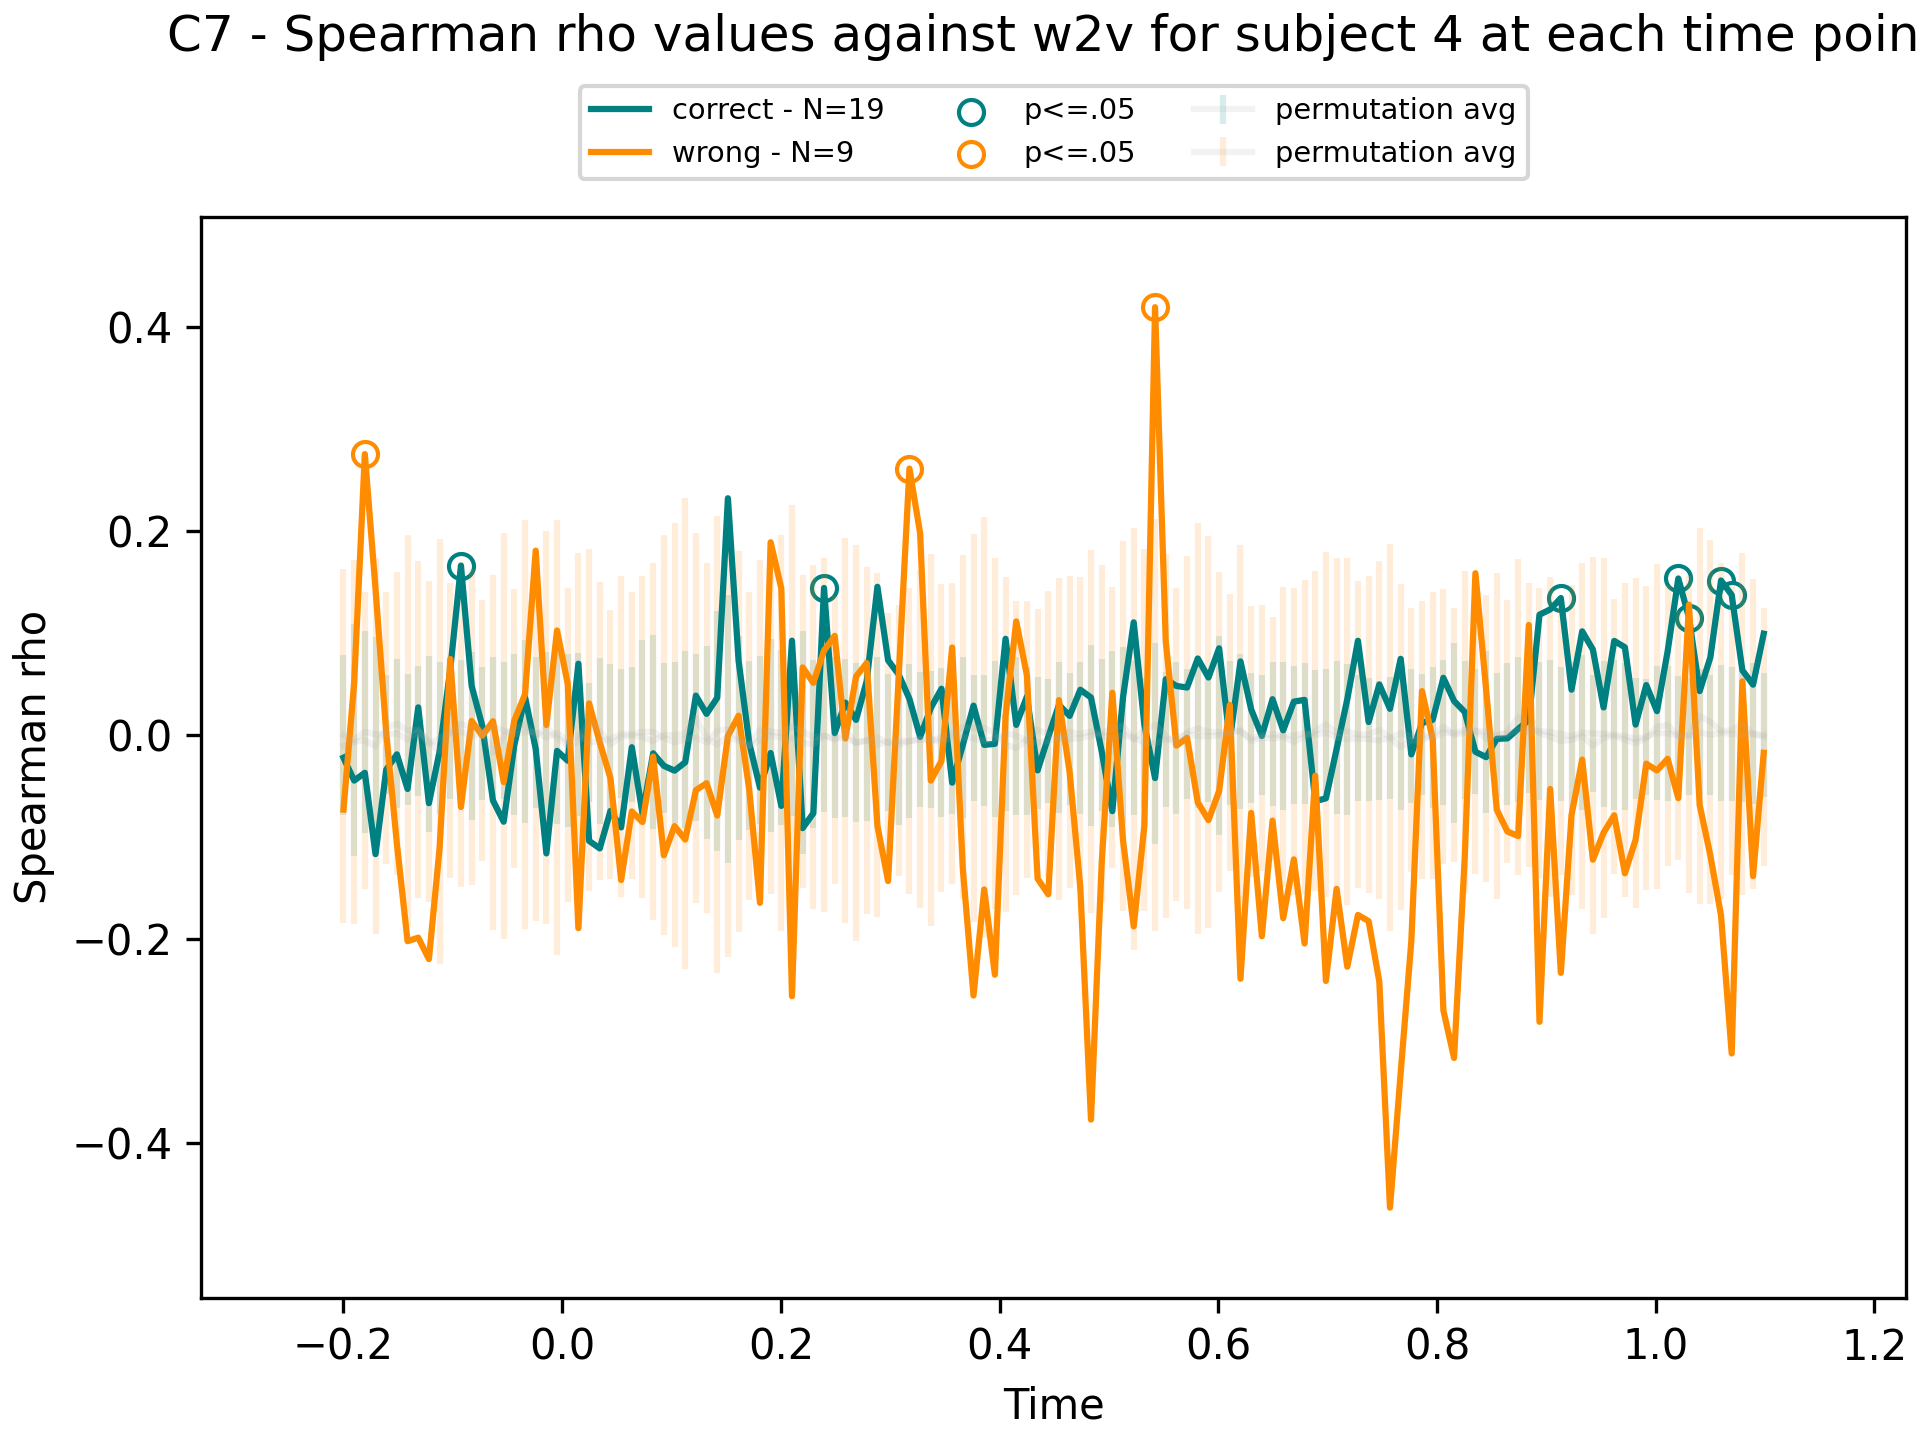 C7 - Spearman rho values against w2v for subject 4 at each time poin
correct - N=19
wrong - N=9
p<=.05
p<=.05
permutation avg
permutation avg
0.4
0.2
0.0
−0.2
−0.4
Spearman rho
−0.2 0.0 0.2 0.4 0.6 0.8 1.0 1.2
Time